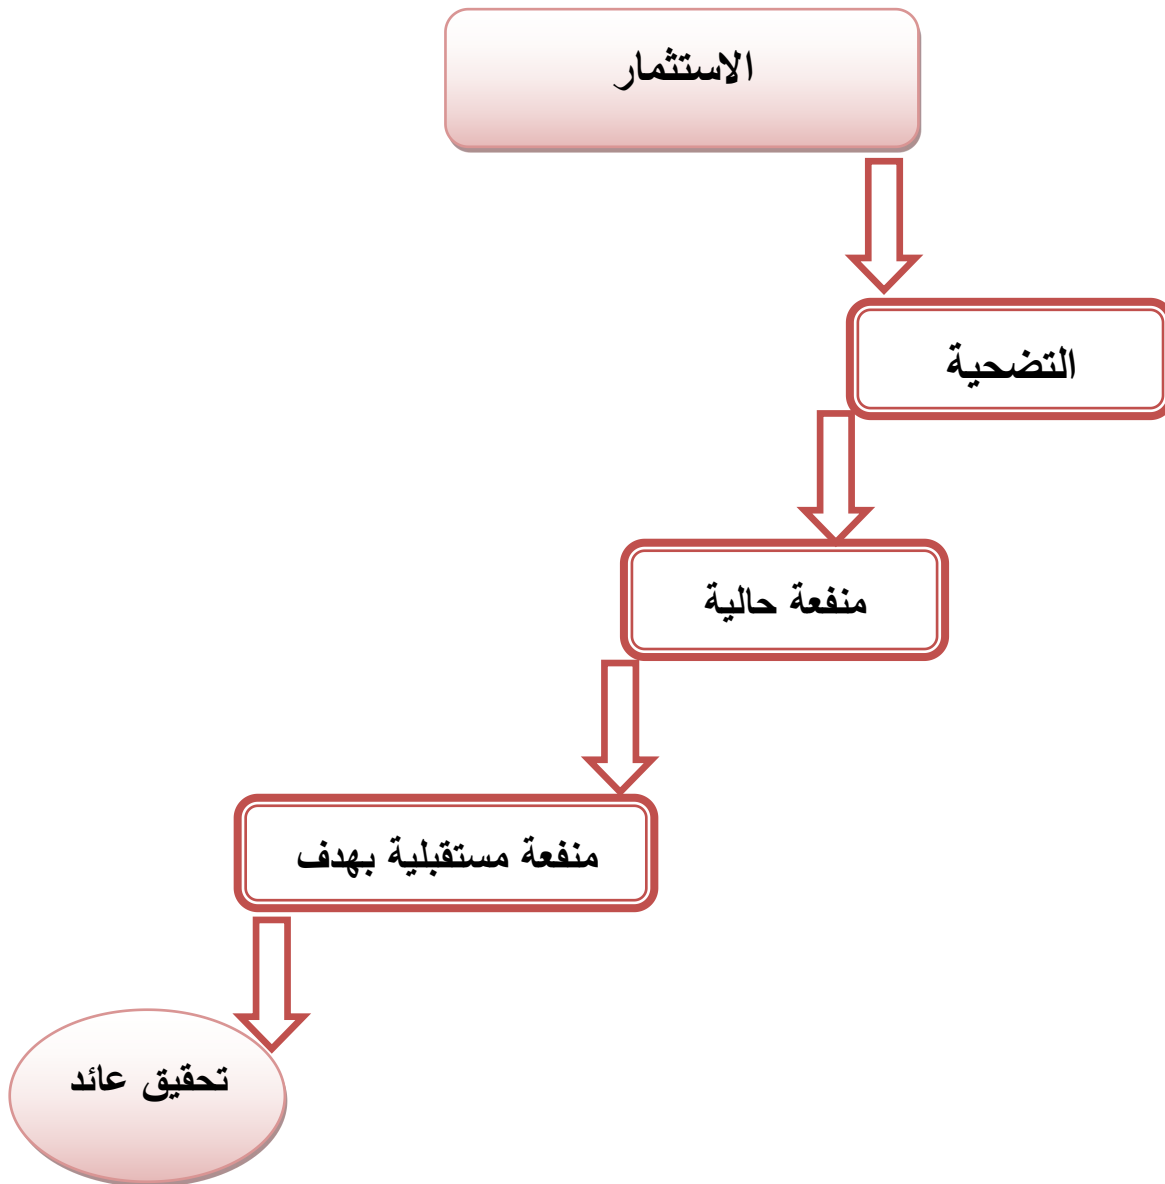 الاستثمار
التضحية
منفعة حالية
منفعة مستقبلية بهدف
تحقيق عائد